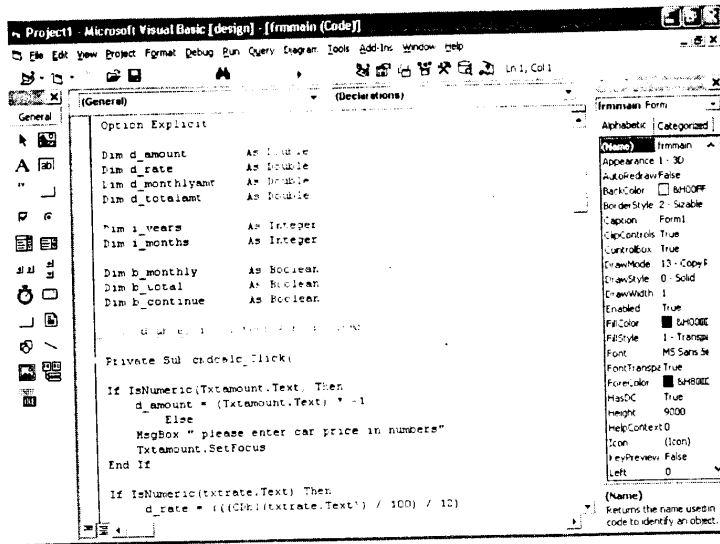 Project1 - Microsoft Visual Basic [design] - [frmmain (Code)]
File Edit View Project Format Debug Run Query Diagram Tools Add-Ins Window Help
Ln 1, Col 1
General
(General)
(Declarations)
Option Explicit
Dim d_amount As Double
Dim d_rate As Double
Dim d_monthlyamt As Double
Dim d_totalamt As Double
Dim i_years As Integer
Dim i_months As Integer
Dim b_monthly As Boolean
Dim b_total As Boolean
Dim b_continue As Boolean
Private Sub cmdcalc_Click(
If IsNumeric(Txtamount.Text) Then
d_amount = (Txtamount.Text) * -1
Else
MsgBox " please enter car price in numbers"
Txtamount.SetFocus
End If
If IsNumeric(txtrate.Text) Then
d_rate = (((CDbl(txtrate.Text)) / 100) / 12)
frmmain Form
Alphabetic Categorized
(Name) frmmain
Appearance 1 - 3D
AutoRedraw False
BackColor &H00FF
BorderStyle 2 - Sizable
Caption Form1
ClipControls True
ControlBox True
DrawMode 13 - Copy P
DrawStyle 0 - Solid
DrawWidth 1
Enabled True
FillColor &H000C
FillStyle 1 - Transpa
Font MS Sans Se
FontTranspa True
ForeColor &H800C
HasDC True
Height 9000
HelpContext 0
Icon (Icon)
KeyPreview False
Left 0
(Name)
Returns the name used in
code to identify an object.